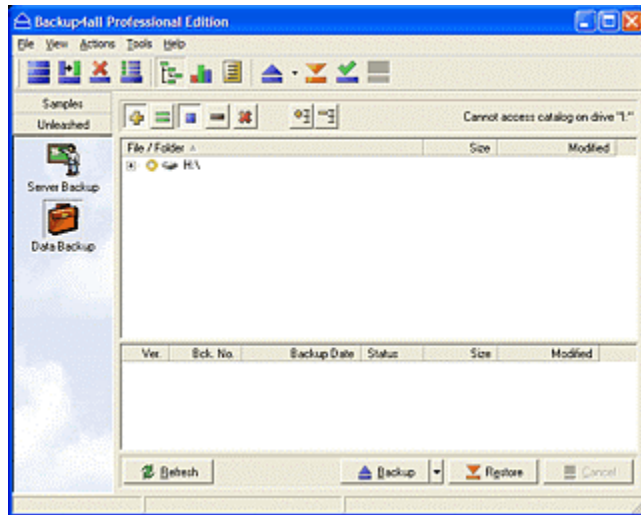 Backup4all Professional Edition
File View Actions Tools Help
Samples
Unleashed
Cannot access catalog on drive "I:"
File / Folder Size Modified
H:\
Server Backup
Data Backup
Ver. Bck. No. Backup Date Status Size Modified
Refresh Backup Restore Cancel